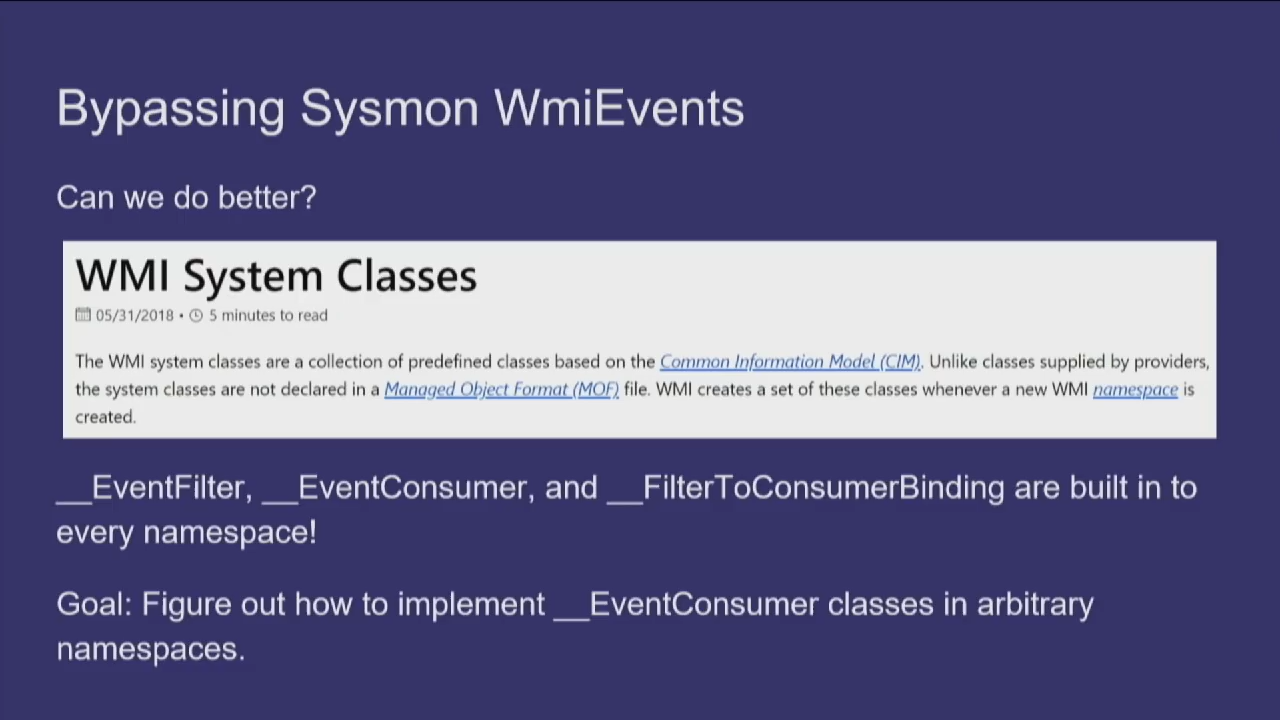 Bypassing Sysmon WmiEvents
Can we do better?
WMI System Classes
05/31/2018 • 5 minutes to read
The WMI system classes are a collection of predefined classes based on the Common Information Model (CIM). Unlike classes supplied by providers,
the system classes are not declared in a Managed Object Format (MOF) file. WMI creates a set of these classes whenever a new WMI namespace is
created.
__EventFilter, __EventConsumer, and __FilterToConsumerBinding are built in to
every namespace!
Goal: Figure out how to implement __EventConsumer classes in arbitrary
namespaces.